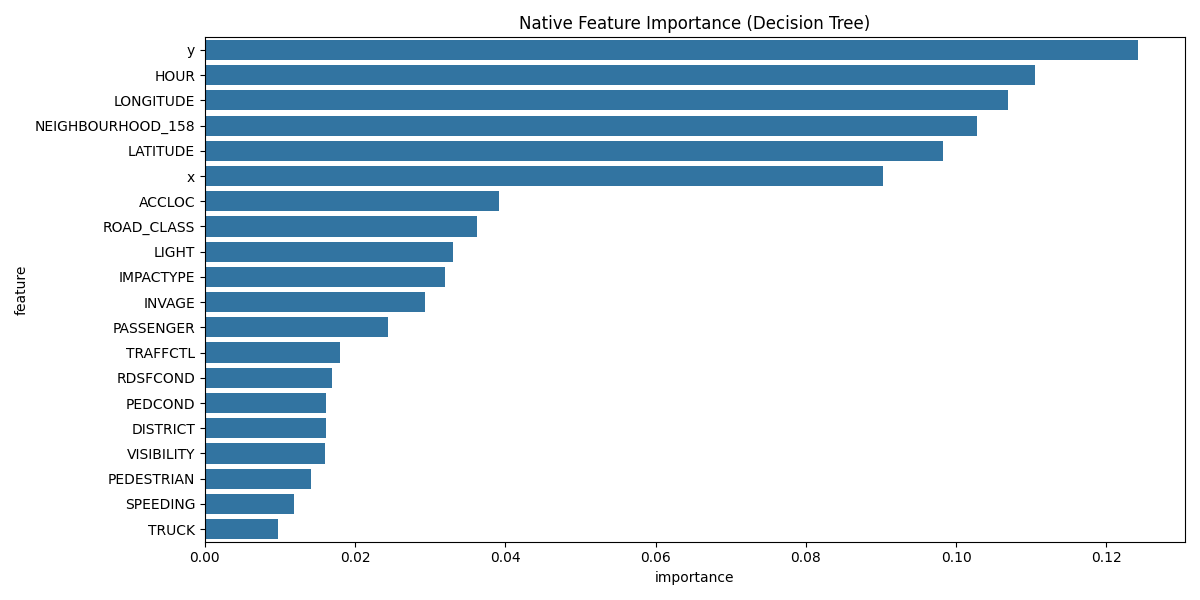 Native Feature Importance (Decision Tree)
y
HOUR
LONGITUDE
NEIGHBOURHOOD_158
LATITUDE
x
ACCLOC
ROAD_CLASS
LIGHT
IMPACTYPE
INVAGE
PASSENGER
TRAFFCTL
RDSFCOND
PEDCOND
DISTRICT
VISIBILITY
PEDESTRIAN
SPEEDING
TRUCK
feature
0.00 0.02 0.04 0.06 0.08 0.10 0.12
importance